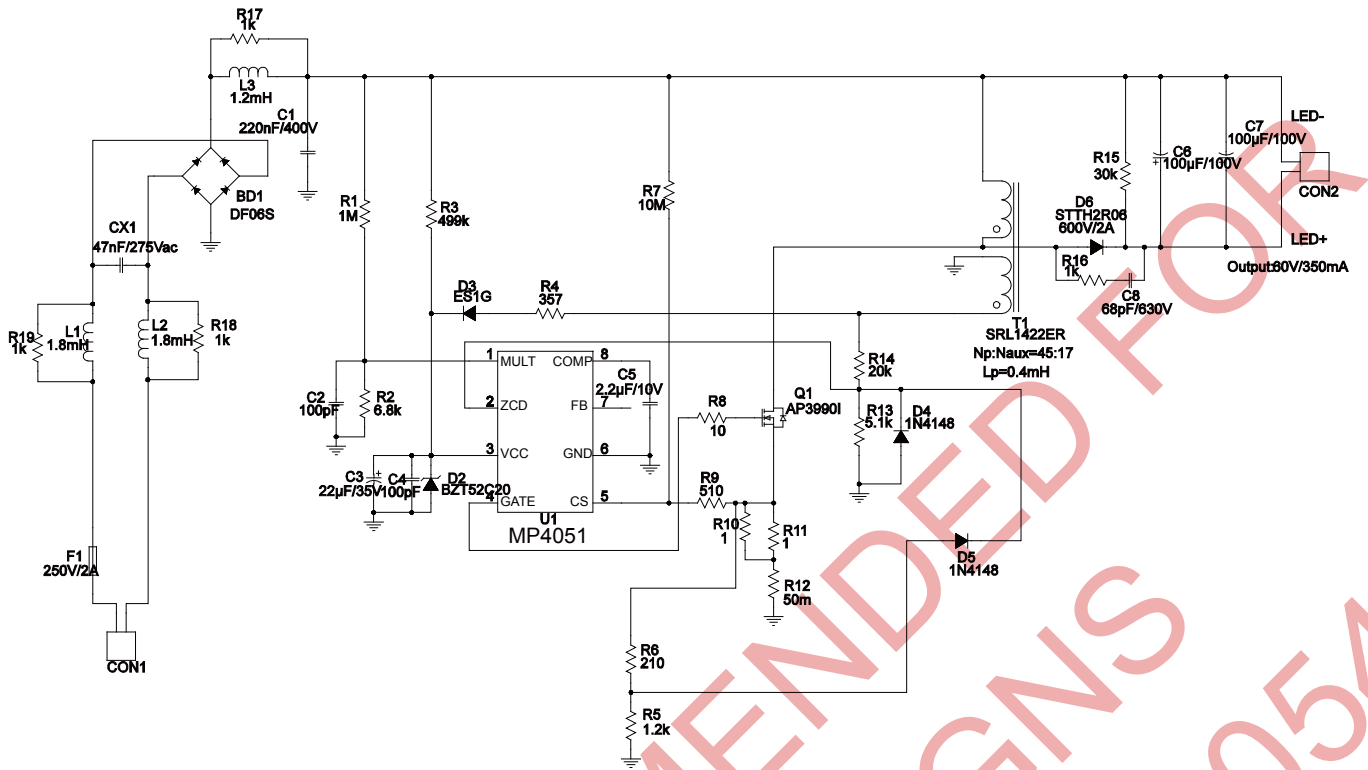 R17
1k
L3
1.2mH
C1
220nF/400V
BD1
DF06S
CX1
47nF/275Vac
R19
1k
L1
1.8mH
L2
1.8mH
R18
1k
F1
250V/2A
CON1
R1
1M
R3
499k
R7
10M
D3
ES1G
R4
357
C2
100pF
R2
6.8k
C3
+
22µF/35V
C4
100pF
D2
BZT52C20
1 MULT COMP 8
2 ZCD FB 7
3 VCC GND 6
4 GATE CS 5
U1
MP4051
C5
2.2µF/10V
R8
10
Q1
AP3990I
R9
510
R10
1
R11
1
R12
50m
R6
210
R5
1.2k
R14
20k
R13
5.1k
D4
1N4148
D5
1N4148
T1
SRL1422ER
Np:Naux=45:17
Lp=0.4mH
R15
30k
D6
STTH2R06
600V/2A
R16
1k
C8
68pF/630V
C6
+
100µF/100V
C7
100µF/100V
LED-
CON2
LED+
Output:60V/350mA
MENDED FOR
GNS
054